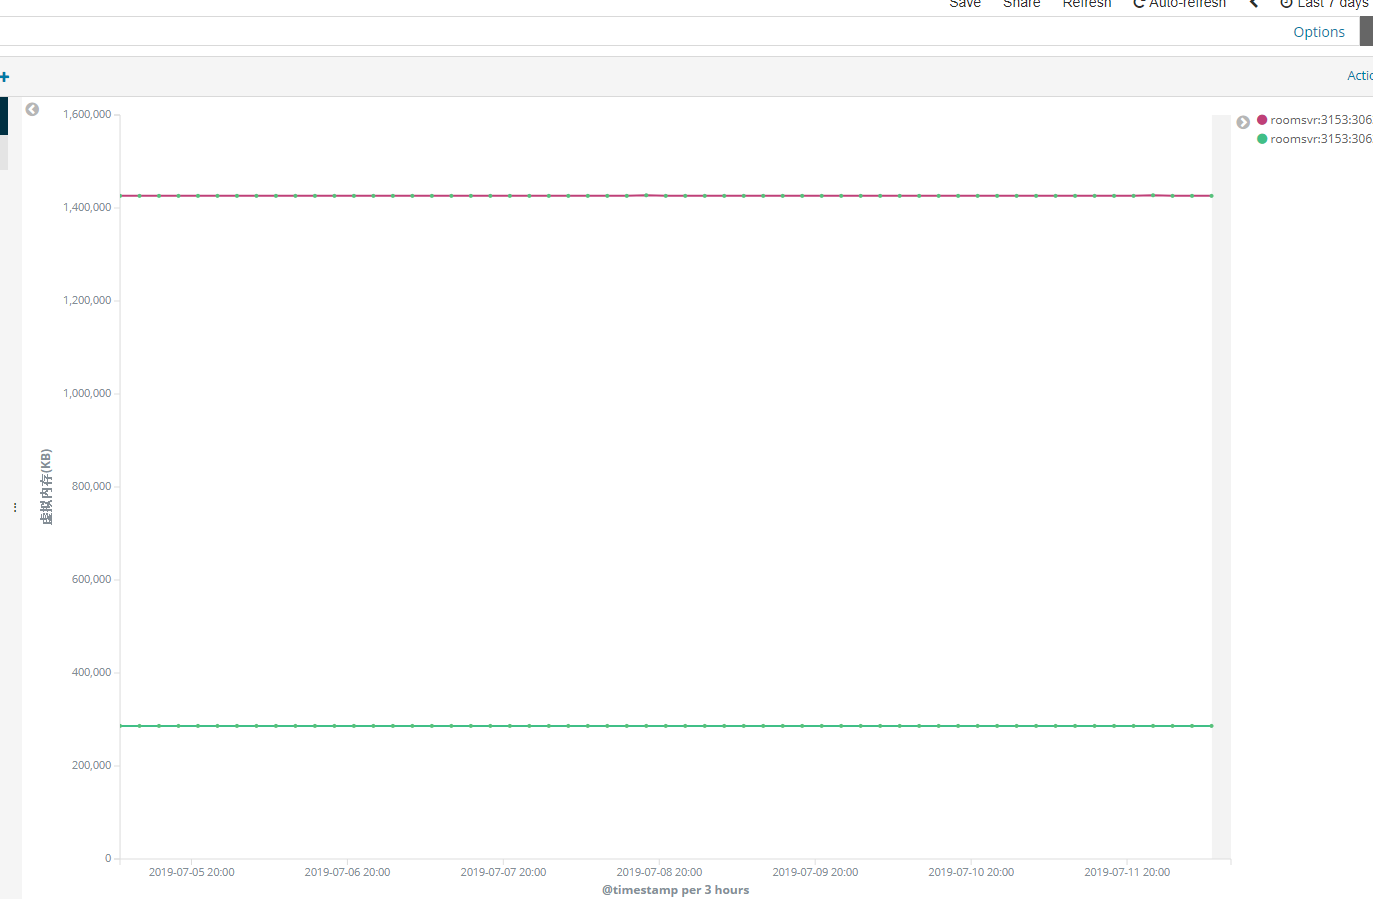 Save Share Refresh Auto-refresh Last 7 days
Options
Actio
1,600,000
1,400,000
1,200,000
1,000,000
800,000
600,000
400,000
200,000
0
虚拟内存(KB)
2019-07-05 20:00 2019-07-06 20:00 2019-07-07 20:00 2019-07-08 20:00 2019-07-09 20:00 2019-07-10 20:00 2019-07-11 20:00
@timestamp per 3 hours
roomsvr:3153:306
roomsvr:3153:306